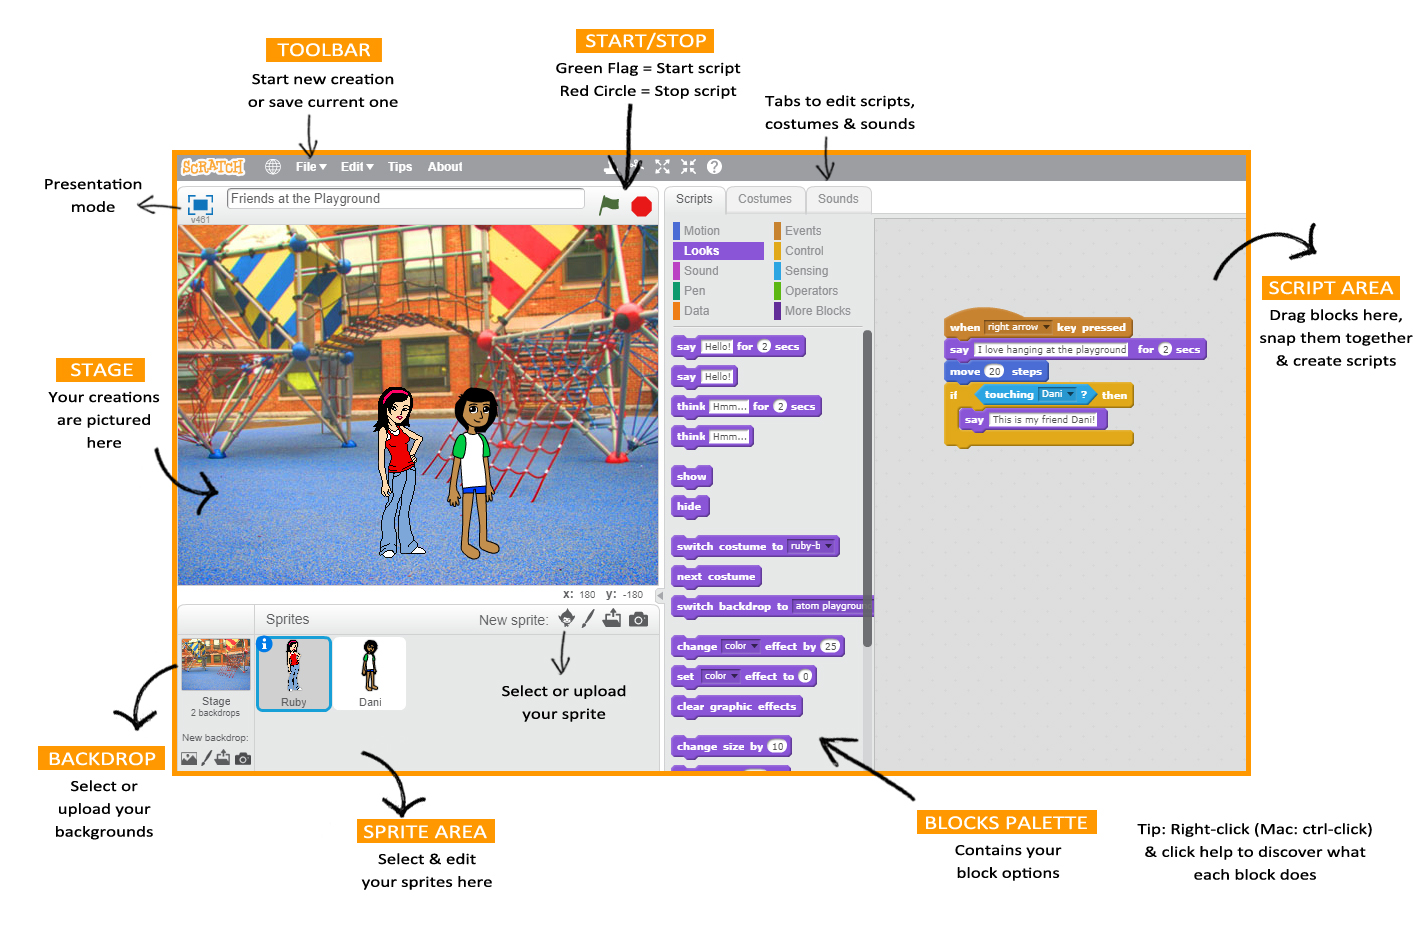 TOOLBAR
Start new creation
or save current one
START/STOP
Green Flag = Start script
Red Circle = Stop script
Tabs to edit scripts,
costumes & sounds
Presentation
mode
SCRATCH
File
Edit
Tips
About
?
v461
Friends at the Playground
Scripts
Costumes
Sounds
Motion
Looks
Sound
Pen
Data
Events
Control
Sensing
Operators
More Blocks
say Hello! for 2 secs
say Hello!
think Hmm... for 2 secs
think Hmm...
show
hide
switch costume to ruby-b
next costume
switch backdrop to atom playgroun
change color effect by 25
set color effect to 0
clear graphic effects
change size by 10
when right arrow key pressed
say I love hanging at the playground for 2 secs
move 20 steps
if touching Dani ? then
say This is my friend Dani!
SCRIPT AREA
Drag blocks here,
snap them together
& create scripts
STAGE
Your creations
are pictured
here
x: 180 y: -180
Sprites
New sprite:
i
Ruby
Dani
Stage
2 backdrops
New backdrop:
Select or upload
your sprite
BACKDROP
Select or
upload your
backgrounds
SPRITE AREA
Select & edit
your sprites here
BLOCKS PALETTE
Contains your
block options
Tip: Right-click (Mac: ctrl-click)
& click help to discover what
each block does